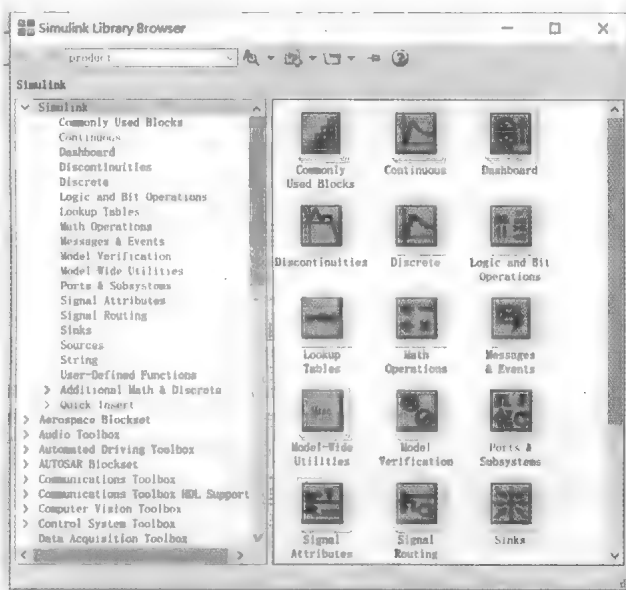 Simulink Library Browser
product
Simulink
Simulink
Commonly Used Blocks
Continuous
Dashboard
Discontinuities
Discrete
Logic and Bit Operations
Lookup Tables
Math Operations
Messages & Events
Model Verification
Model-Wide Utilities
Ports & Subsystems
Signal Attributes
Signal Routing
Sinks
Sources
String
User-Defined Functions
Additional Math & Discrete
Quick Insert
Aerospace Blockset
Audio Toolbox
Automated Driving Toolbox
AUTOSAR Blockset
Communications Toolbox
Communications Toolbox HDL Support
Computer Vision Toolbox
Control System Toolbox
Data Acquisition Toolbox
Commonly
Used Blocks
Continuous
Dashboard
Discontinuities
Discrete
Logic and Bit
Operations
Lookup
Tables
Math
Operations
Messages
& Events
Misc
Model-Wide
Utilities
Model
Verification
Ports &
Subsystems
Signal
Attributes
Signal
Routing
Sinks